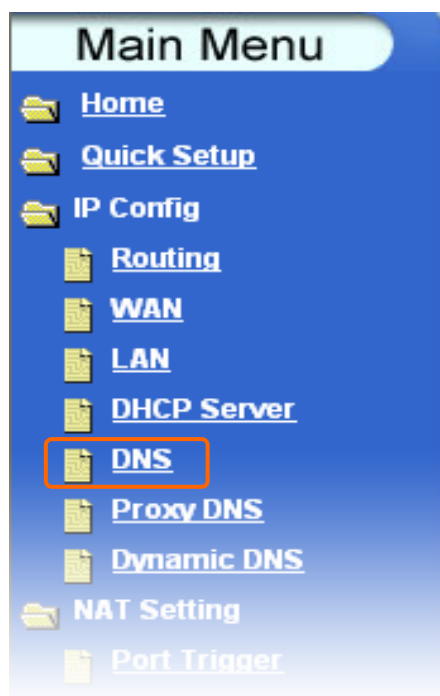 Main Menu
Home
Quick Setup
IP Config
Routing
WAN
LAN
DHCP Server
DNS
Proxy DNS
Dynamic DNS
NAT Setting
Port Trigger